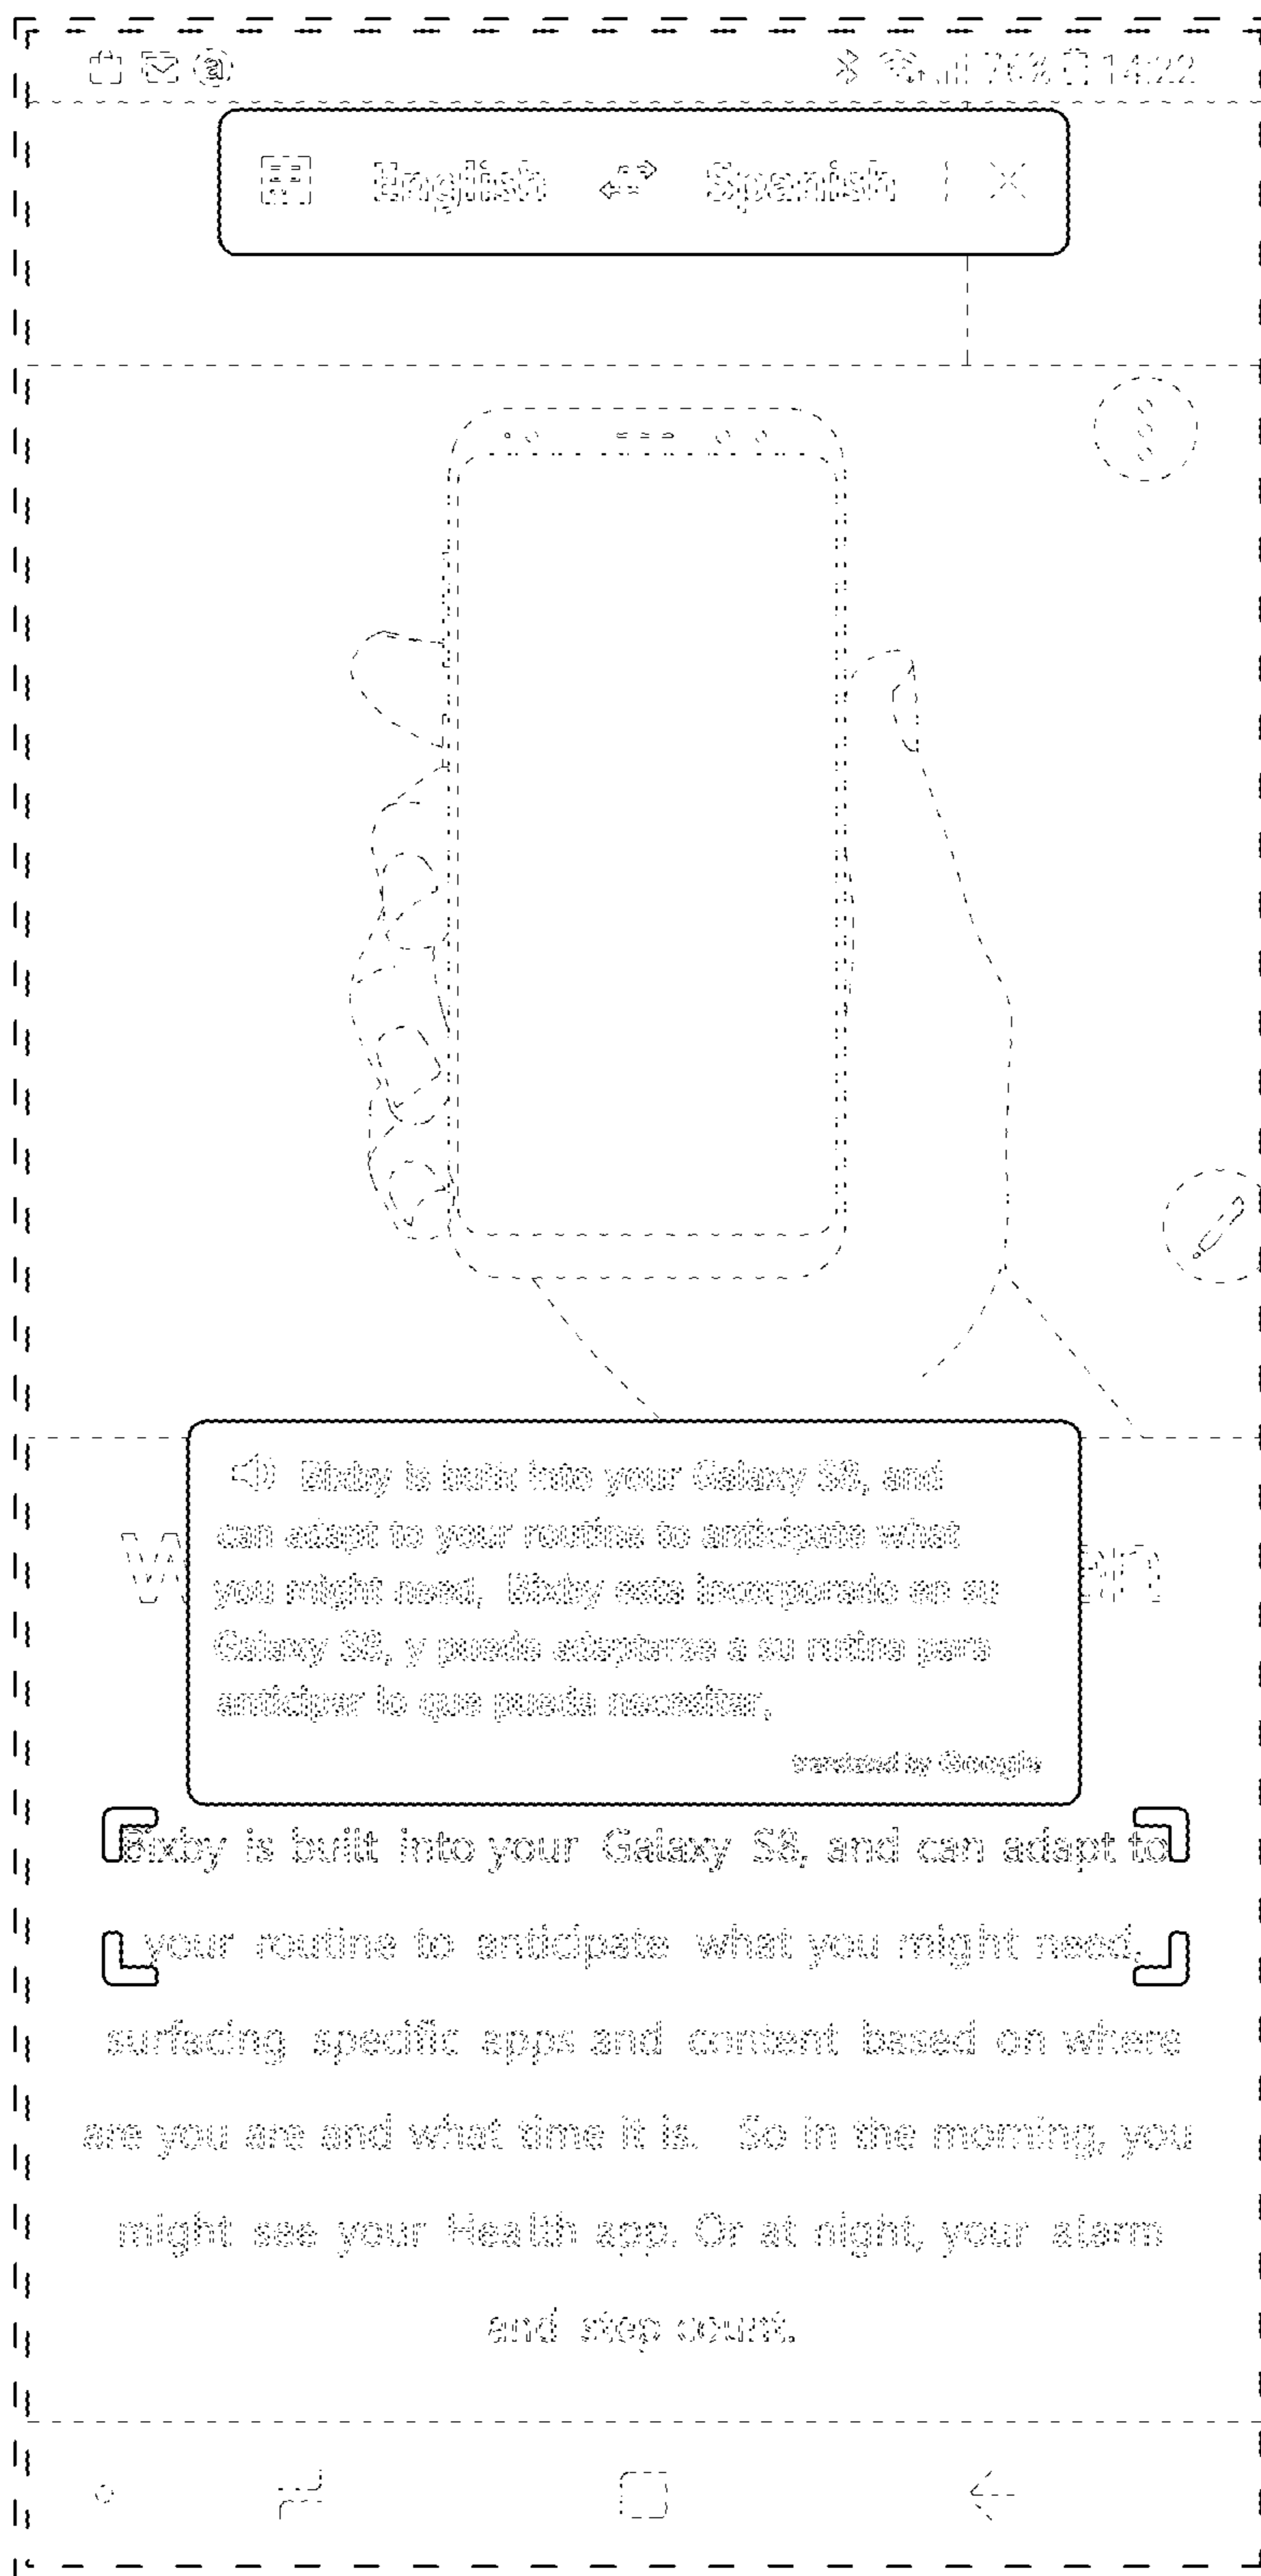 @ 76% 14:22
English Spanish
Bixby is built into your Galaxy S8, and
can adapt to your routine to anticipate what
you might need, Bixby esta incorporado en su
Galaxy S8, y puede adaptarse a su rutina para
anticipar lo que pueda necesitar,
translated by Google
Bixby is built into your Galaxy S8, and can adapt to
your routine to anticipate what you might need,
surfacing specific apps and content based on where
are you are and what time it is. So in the morning, you
might see your Health app. Or at night, your alarm
and step count.